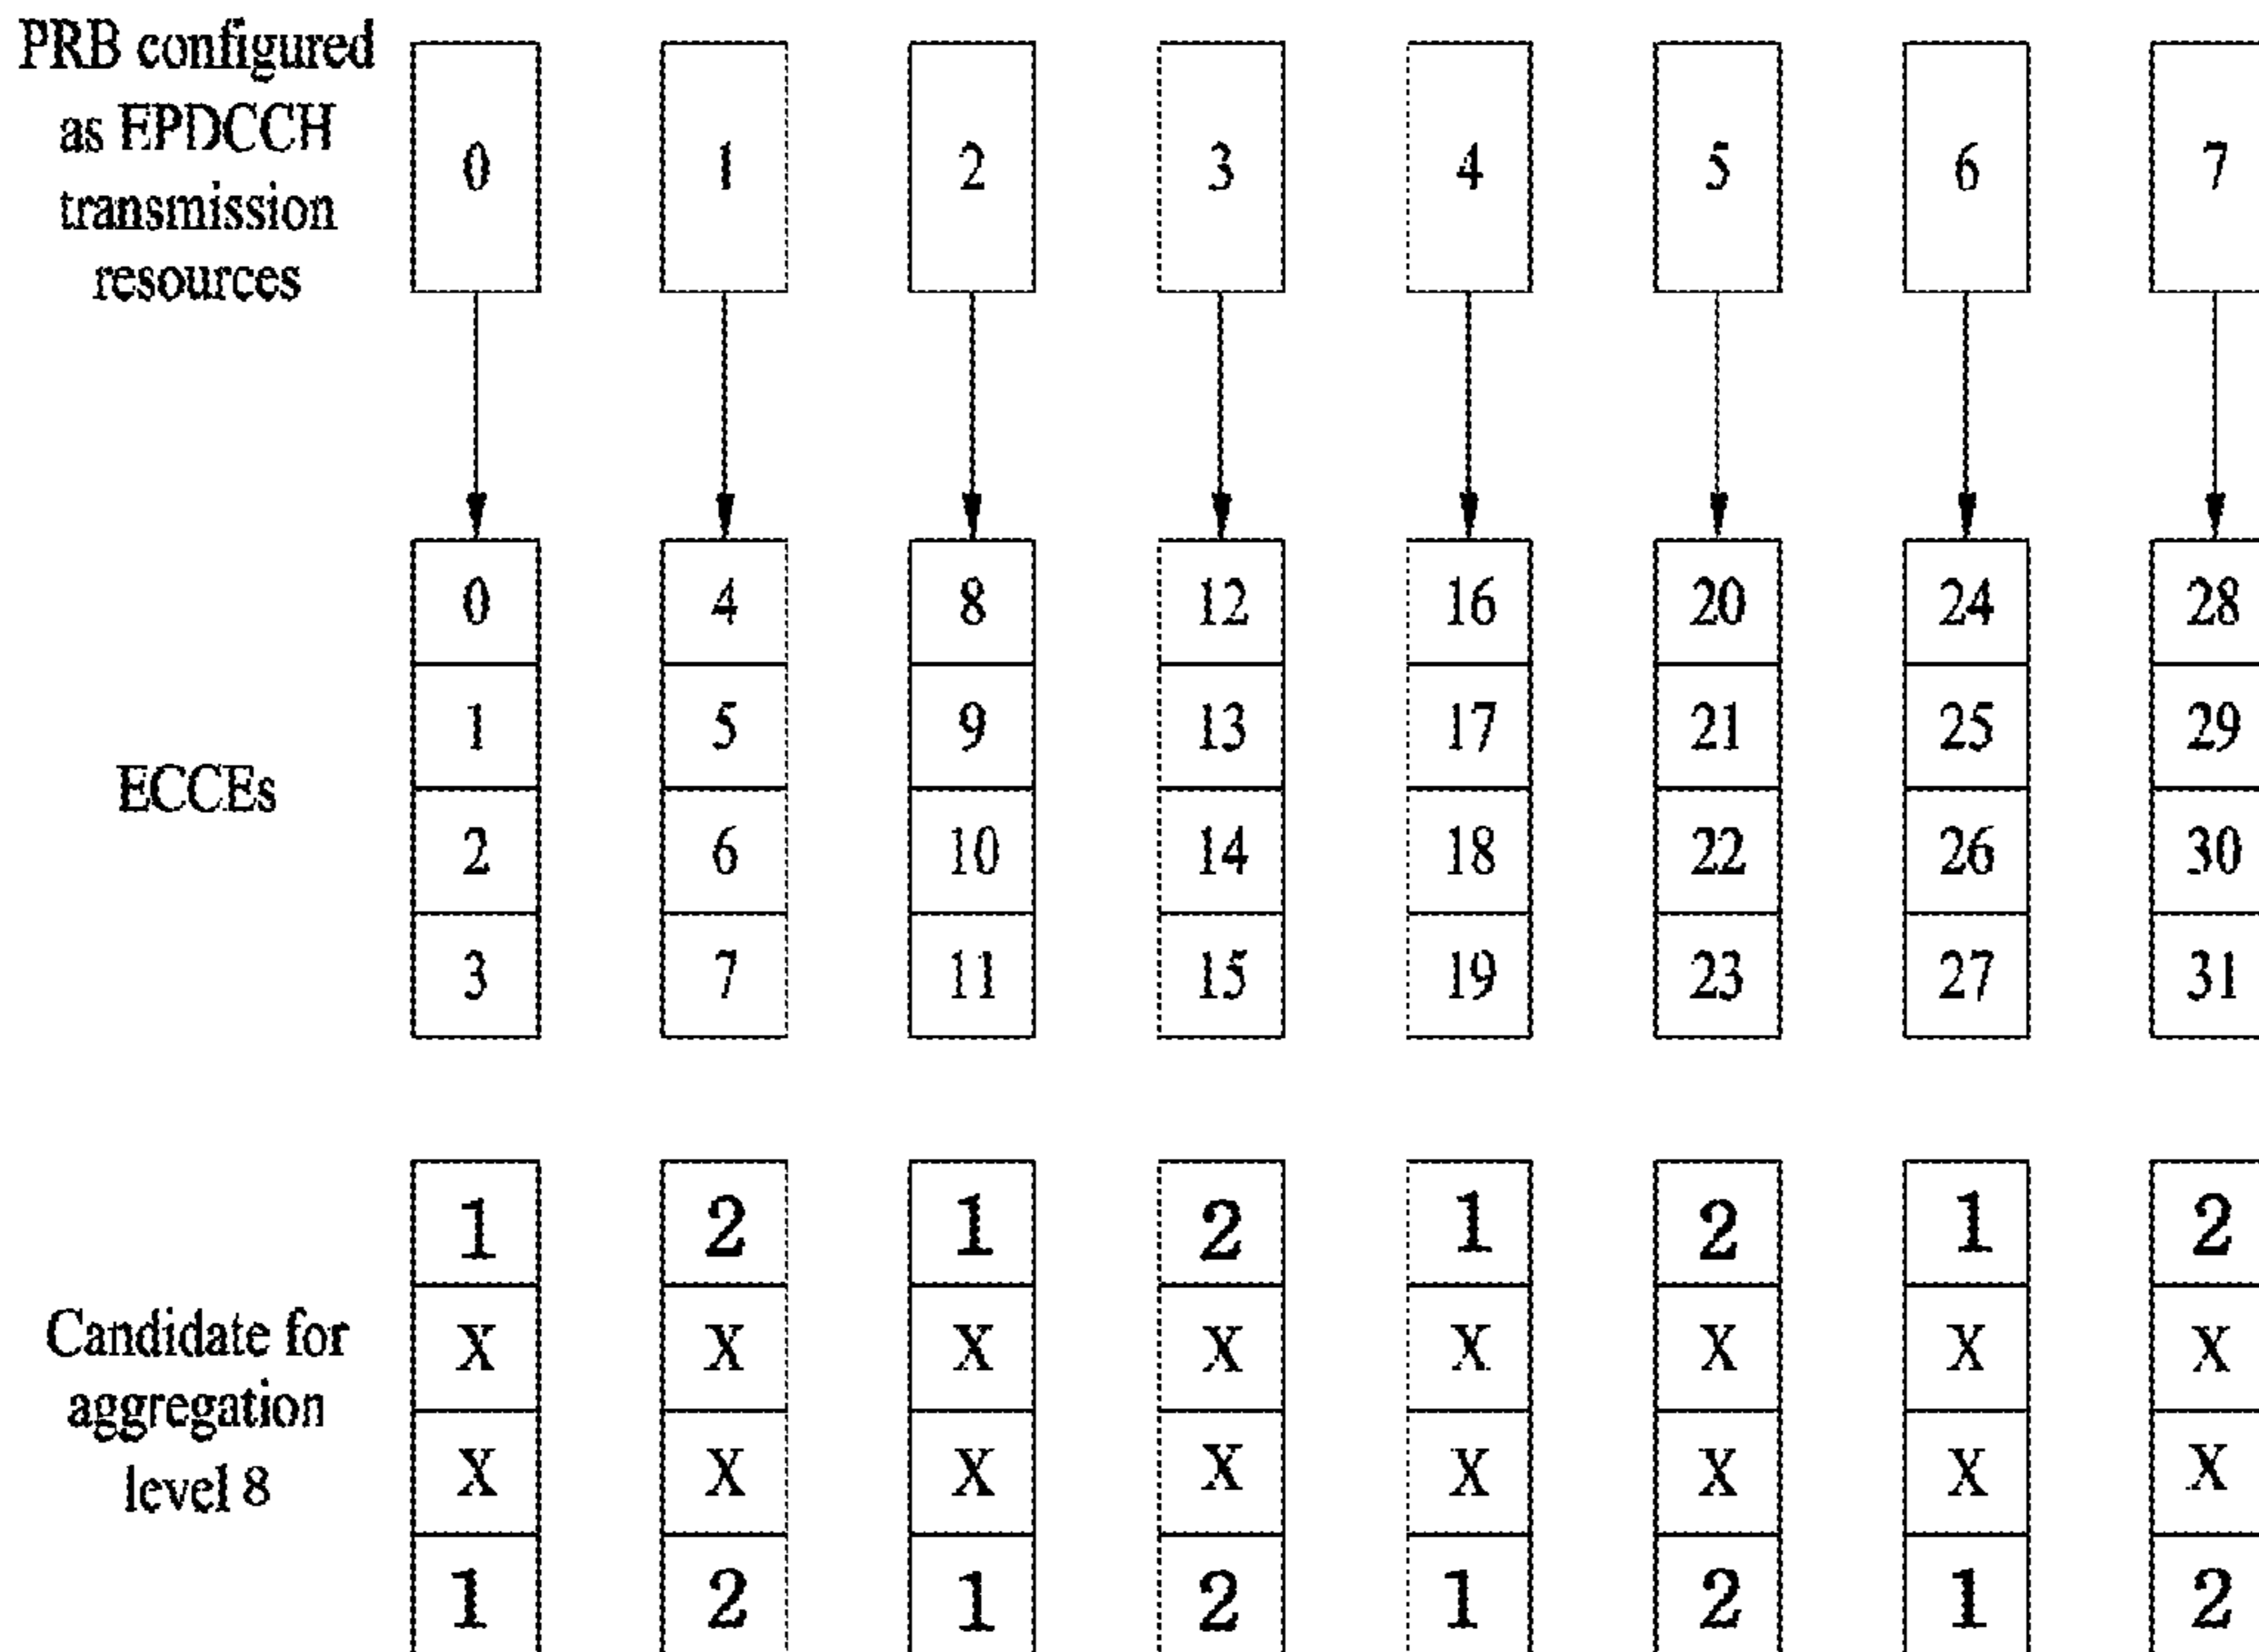 PRB configured
as EPDCCH
transmission
resources
0 1 2 3 4 5 6 7
ECCEs
0 4 8 12 16 20 24 28
1 5 9 13 17 21 25 29
2 6 10 14 18 22 26 30
3 7 11 15 19 23 27 31
Candidate for
aggregation
level 8
1 2 1 2 1 2 1 2
X X X X X X X X
X X X X X X X X
1 2 1 2 1 2 1 2